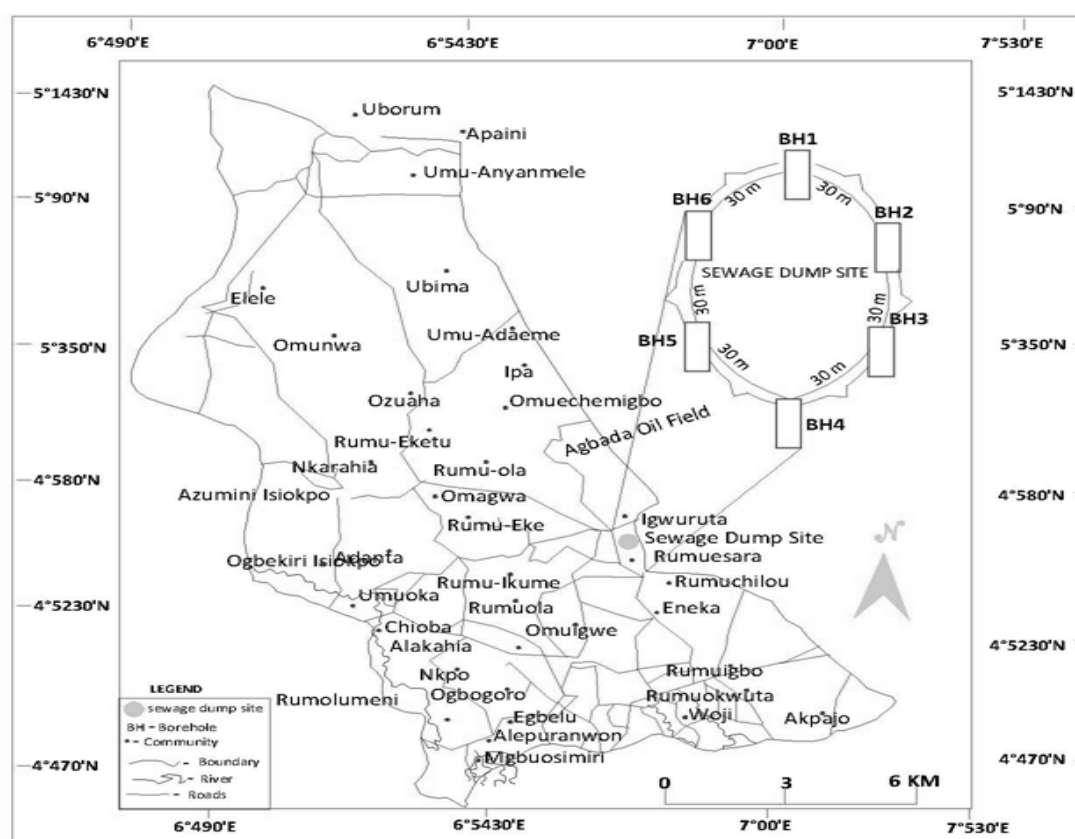 6°490'E 6°5430'E 7°00'E 7°530'E
5°1430'N 5°1430'N
Uborum
Apaini
BH1
Umu-Anyanmele
30 m 30 m
5°90'N 5°90'N
BH6 BH2
SEWAGE DUMP SITE
Ubima
Elele
30 m 30 m
BH3
Umu-Adaeme
BH5
Omunwa
5°350'N 5°350'N
30 m 30 m
Ipa
Ozuaha
Omuechemigbo
BH4
Agbada Oil Field
Rumu-Eketu
Nkarahia
Rumu-ola
4°580'N 4°580'N
Azumini Isiokpo
Omagwa
Igwuruta
Rumu-Eke
Sewage Dump Site
N
Ogbekiri Isiokpo
Adanta
Rumuesara
Rumu-Ikume
Rumuchilou
Umuoka
Rumuola
Eneka
4°5230'N 4°5230'N
Chioba
Omuigwe
Alakahia
Nkpo
Rumuigbo
Ogbogoro
Rumuokwuta
Rumolumeni
Egbelu
Woji
Akpajo
Alepuranwon
Mgbuosimiri
4°470'N 4°470'N
LEGEND
sewage dump site
BH - Borehole
- Community
- Boundary
- River
- Roads
0 3 6 KM
6°490'E 6°5430'E 7°00'E 7°530'E